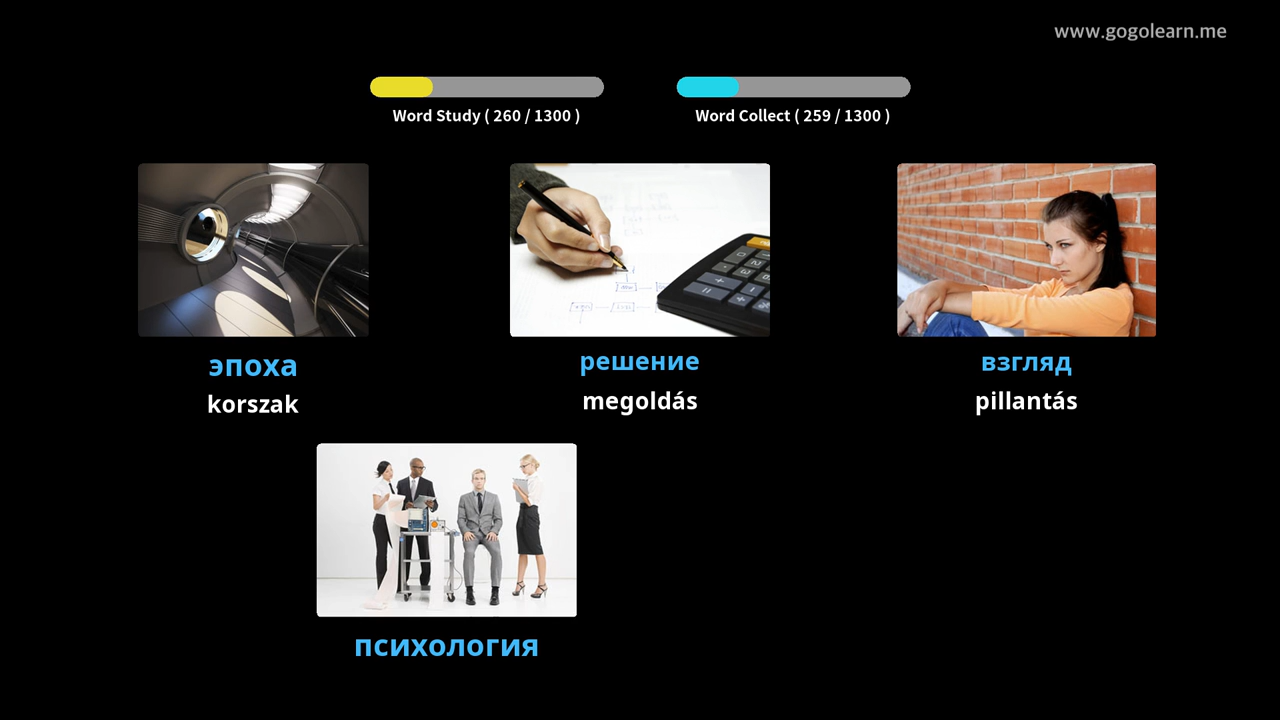 www.gogolearn.me
Word Study ( 260 / 1300 )
Word Collect ( 259 / 1300 )
эпоха
korszak
решение
megoldás
взгляд
pillantás
психология